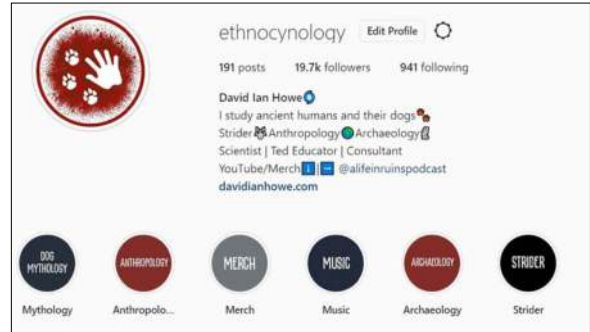 ethnocynology Edit Profile
191 posts 19.7k followers 941 following
David Ian Howe
I study ancient humans and their dogs
Strider Anthropology Archaeology
Scientist | Ted Educator | Consultant
YouTube/Merch | @alifeinruinspodcast
davidianhowe.com
DOG MYTHOLOGY
ANTHROPOLOGY
MERCH
MUSIC
ARCHAEOLOGY
STRIDER
Mythology Anthropolo... Merch Music Archaeology Strider